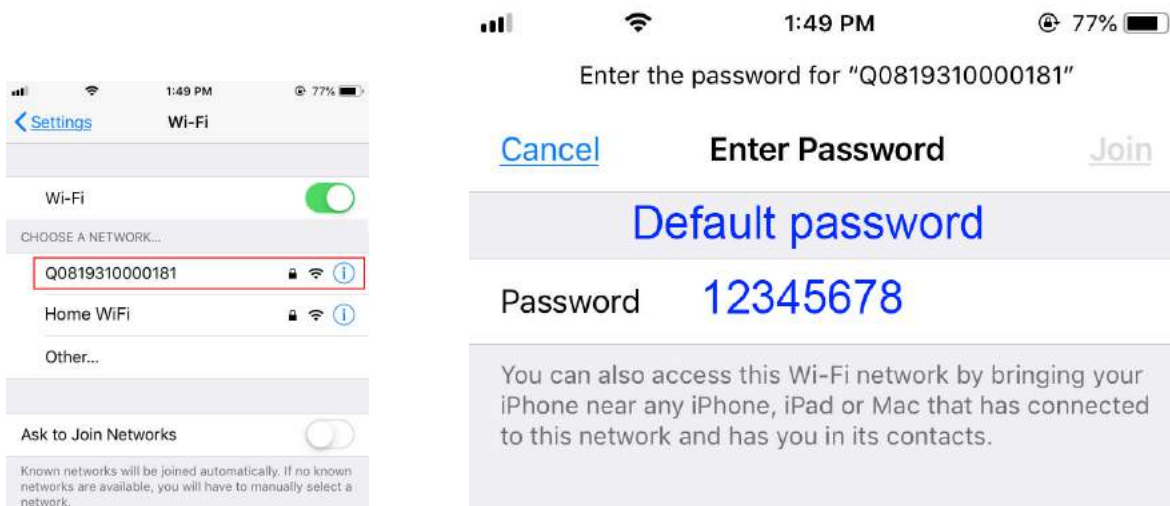 1:49 PM
77%
Settings
Wi-Fi
Wi-Fi
CHOOSE A NETWORK...
Q0819310000181
Home WiFi
Other...
Ask to Join Networks
Known networks will be joined automatically. If no known
networks are available, you will have to manually select a
network.
1:49 PM
77%
Enter the password for “Q0819310000181”
Cancel
Enter Password
Join
Default password
Password
12345678
You can also access this Wi-Fi network by bringing your
iPhone near any iPhone, iPad or Mac that has connected
to this network and has you in its contacts.